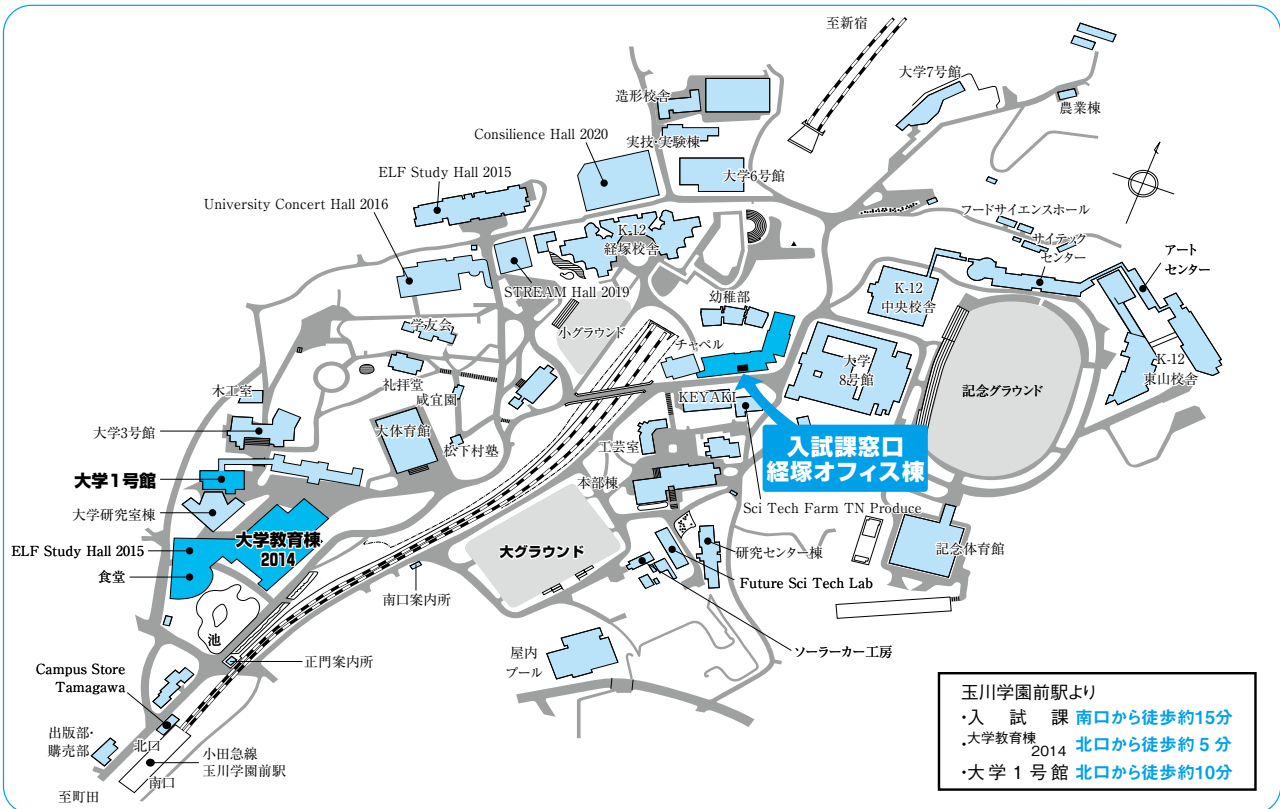 至新宿
大学7号館
農業棟
造形校舎
実技・実験棟
Consilience Hall 2020
大学6号館
ELF Study Hall 2015
University Concert Hall 2016
K-12
経塚校舎
STREAM Hall 2019
フードサイエンスホール
サイテック
センター
アート
センター
K-12
中央校舎
幼稚部
小グラウンド
学友会
チャペル
大学
8号館
K-12
東山校舎
記念グラウンド
礼拝堂
咸宜園
木工室
KEYAKI
大学3号館
大体育館
松下村塾
工芸室
入試課窓口
経塚オフィス棟
大学1号館
本部棟
Sci Tech Farm TN Produce
大学研究室棟
大学教育棟
2014
ELF Study Hall 2015
食堂
大グラウンド
研究センター棟
記念体育館
Future Sci Tech Lab
南口案内所
池
ソーラーカー工房
正門案内所
屋内
プール
Campus Store
Tamagawa
出版部・
購売部
北口
小田急線
玉川学園前駅
南口
至町田
玉川学園前駅より
・入試課 南口から徒歩約15分
・大学教育棟2014 北口から徒歩約5分
・大学1号館 北口から徒歩約10分